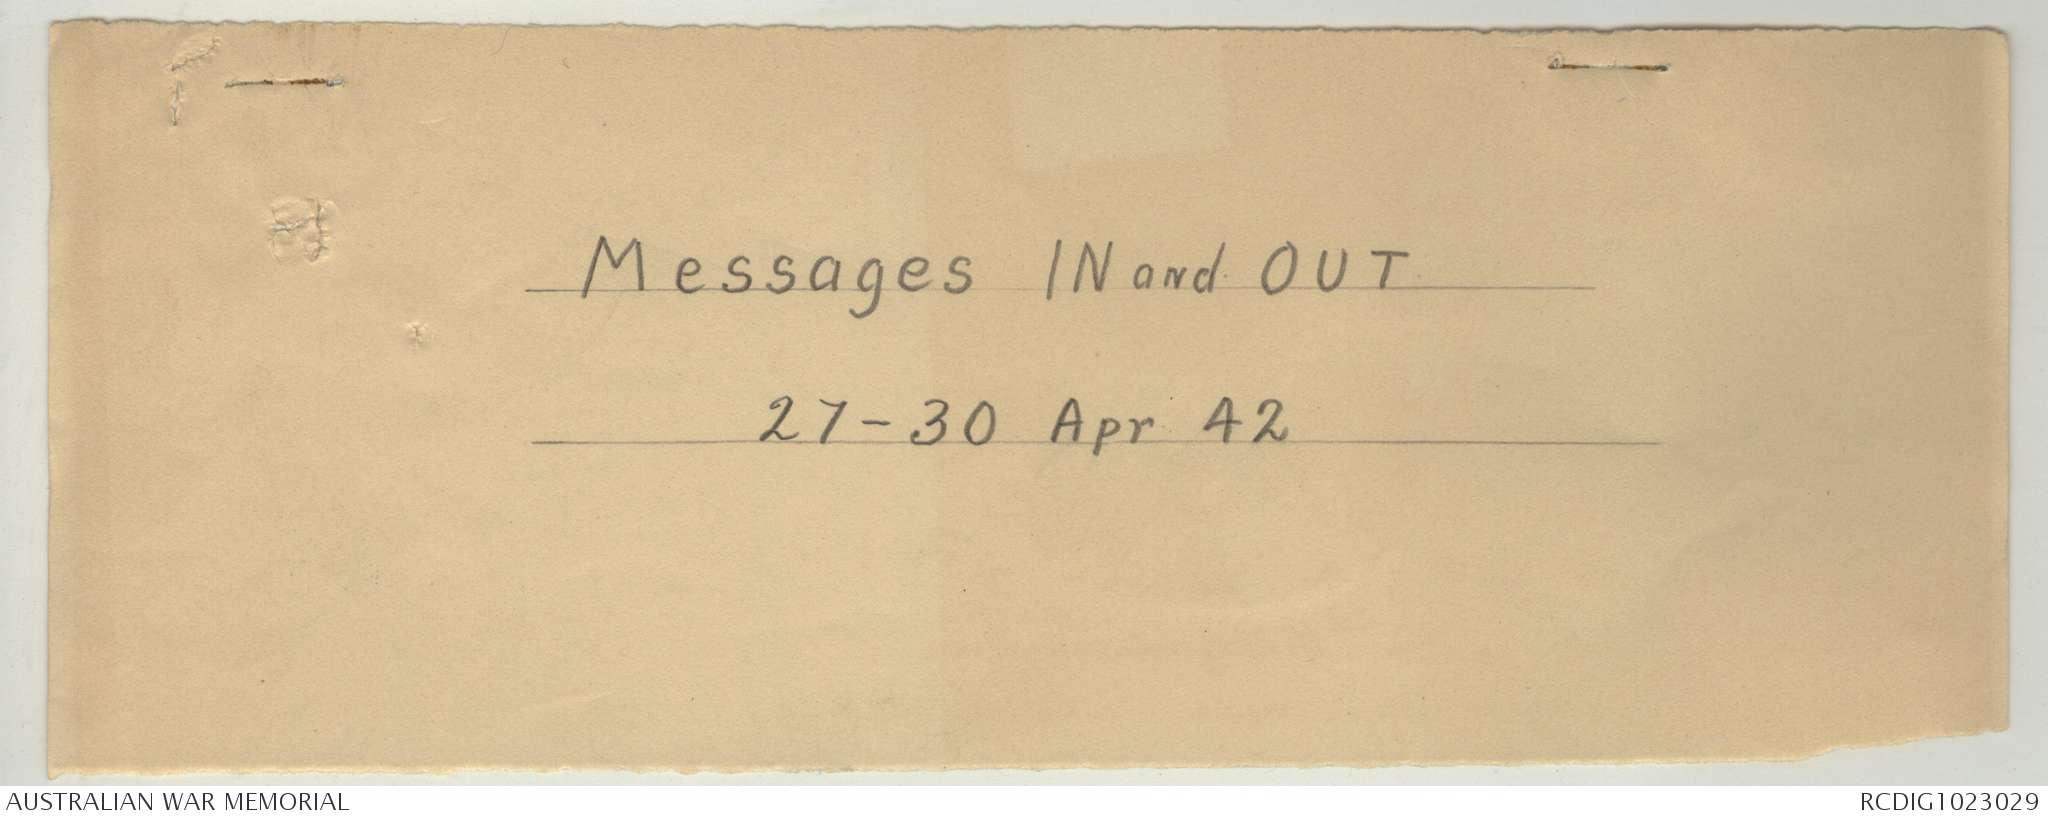 Messages IN and OUT
27-30 Apr 42
AUSTRALIAN WAR MEMORIAL
RCDIG1023029